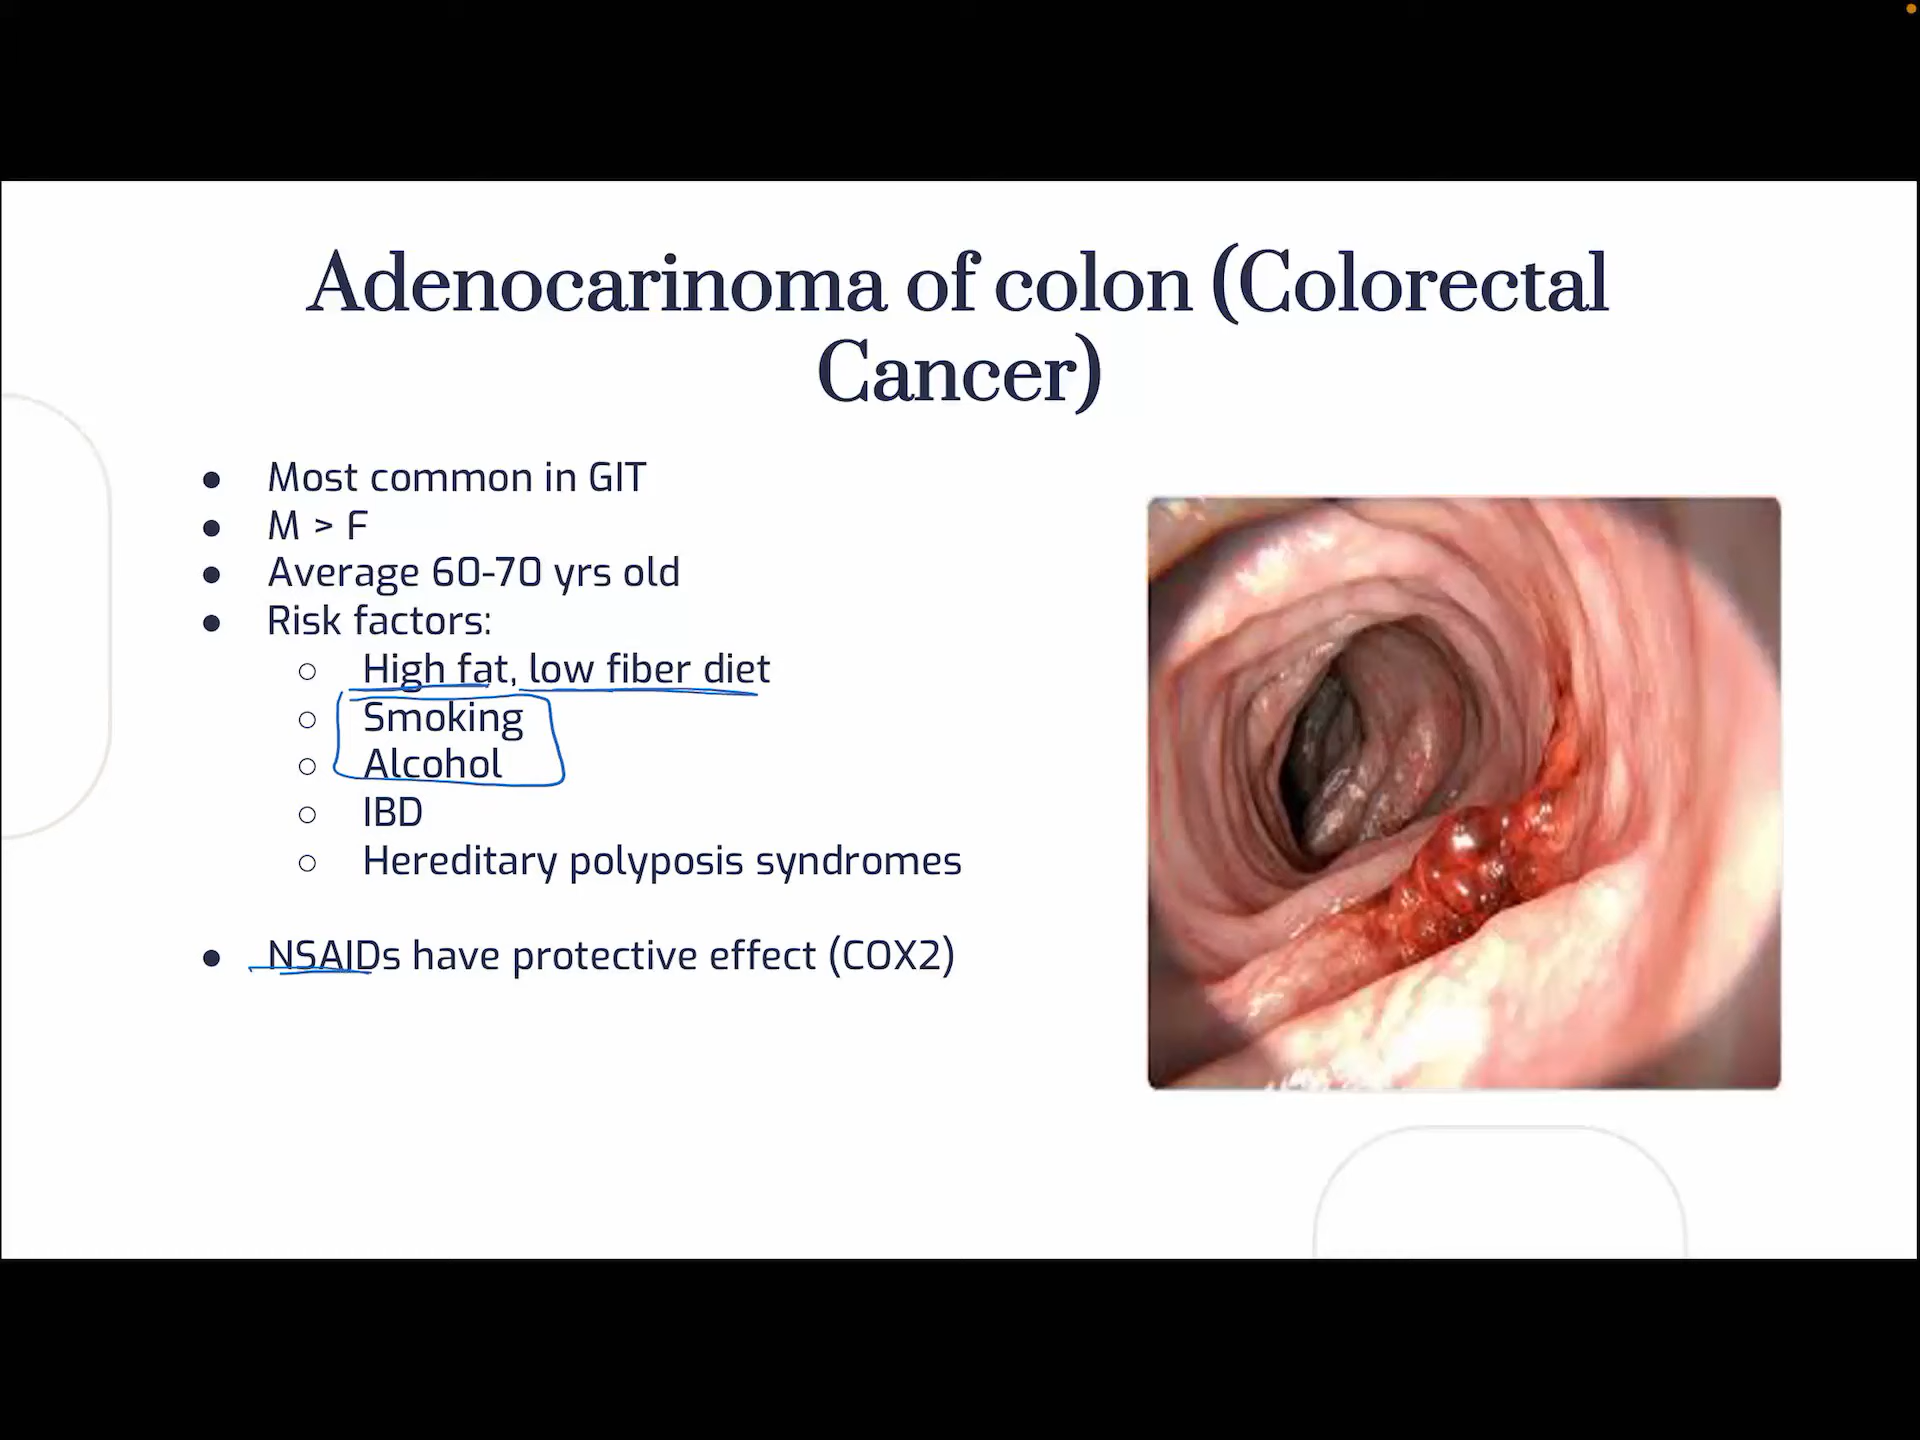 Adenocarinoma of colon (Colorectal
Cancer)
● Most common in GIT
● M > F
● Average 60-70 yrs old
● Risk factors:
○ High fat, low fiber diet
○ Smoking
○ Alcohol
○ IBD
○ Hereditary polyposis syndromes
● NSAIDs have protective effect (COX2)